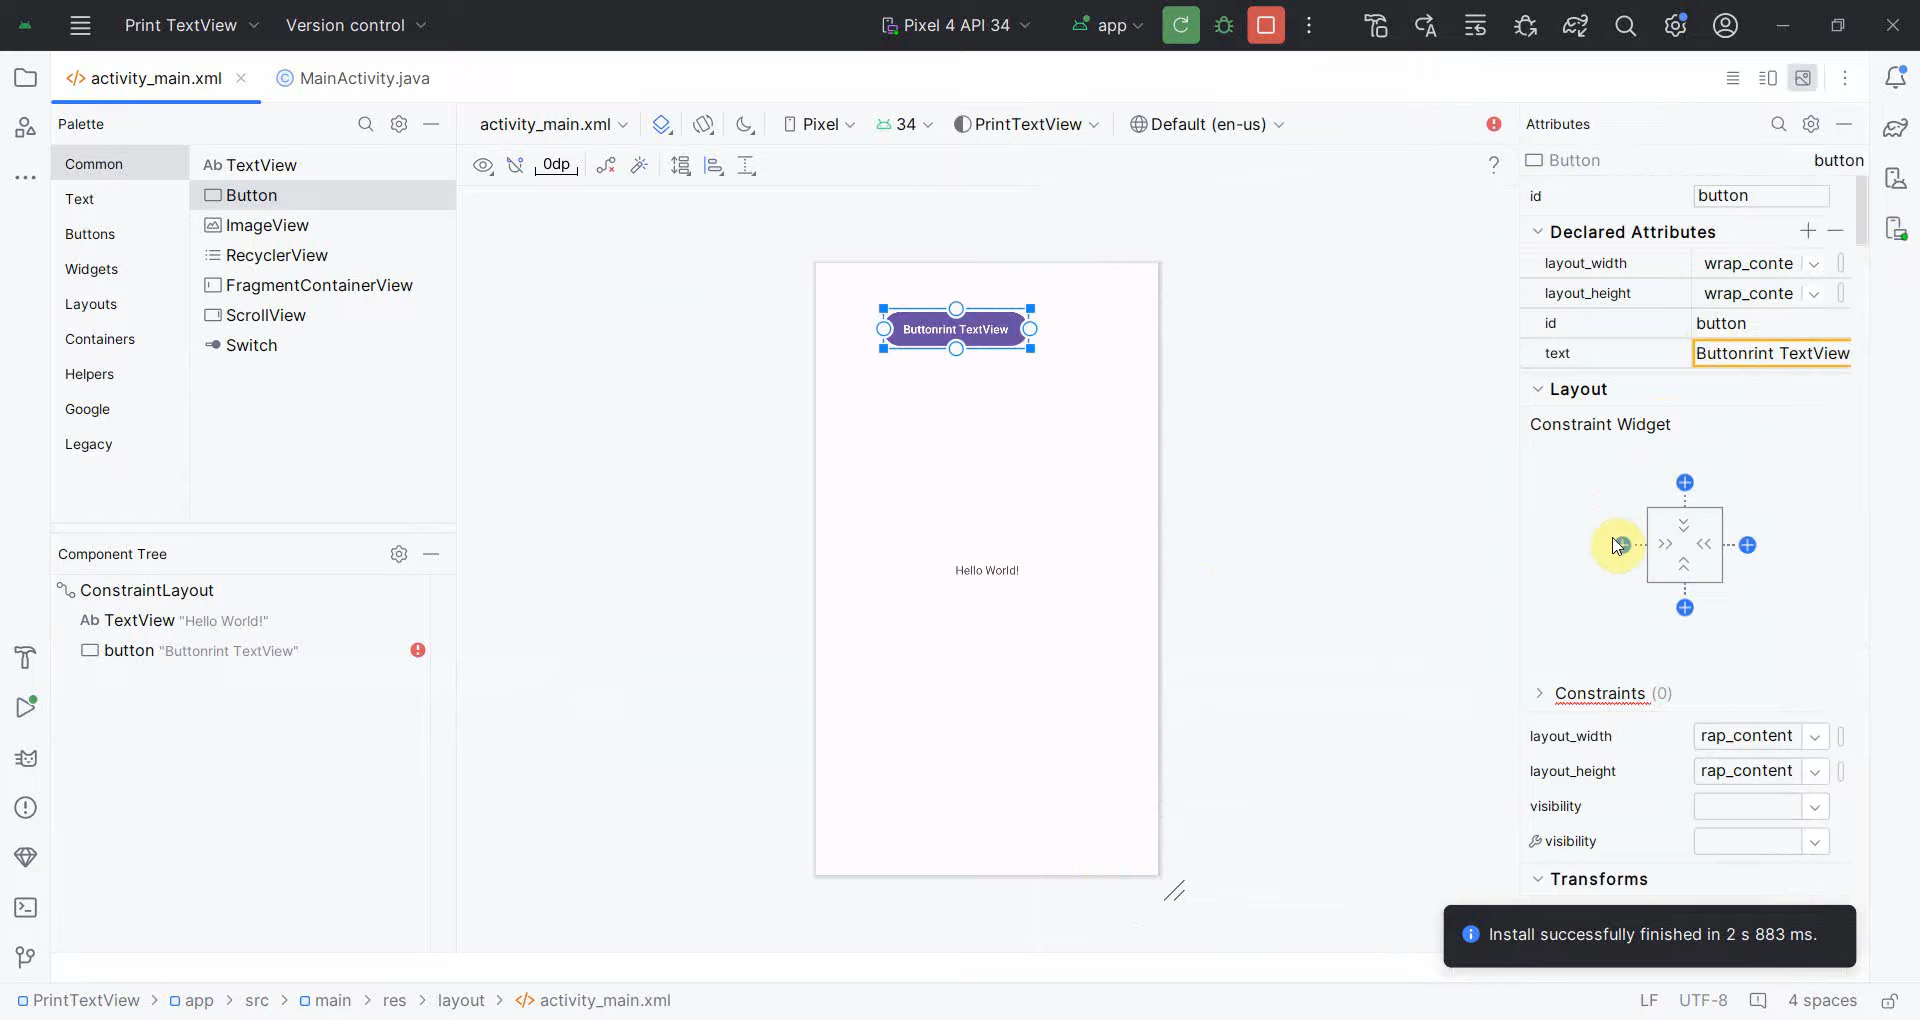 Print TextView
Version control
Pixel 4 API 34
app
activity_main.xml
MainActivity.java
Palette
activity_main.xml
Pixel
34
PrintTextView
Default (en-us)
Attributes
Common
Text
Buttons
Widgets
Layouts
Containers
Helpers
Google
Legacy
Ab TextView
Button
ImageView
RecyclerView
FragmentContainerView
ScrollView
Switch
0dp
?
Button
button
id
button
Declared Attributes
layout_width
wrap_conte
layout_height
wrap_conte
id
button
text
Buttonrint TextView
Layout
Constraint Widget
Constraints (0)
layout_width
rap_content
layout_height
rap_content
visibility
visibility
Transforms
Buttonrint TextView
Hello World!
Component Tree
ConstraintLayout
Ab TextView "Hello World!"
button "Buttonrint TextView"
Install successfully finished in 2 s 883 ms.
PrintTextView > app > src > main > res > layout > activity_main.xml
LF
UTF-8
4 spaces